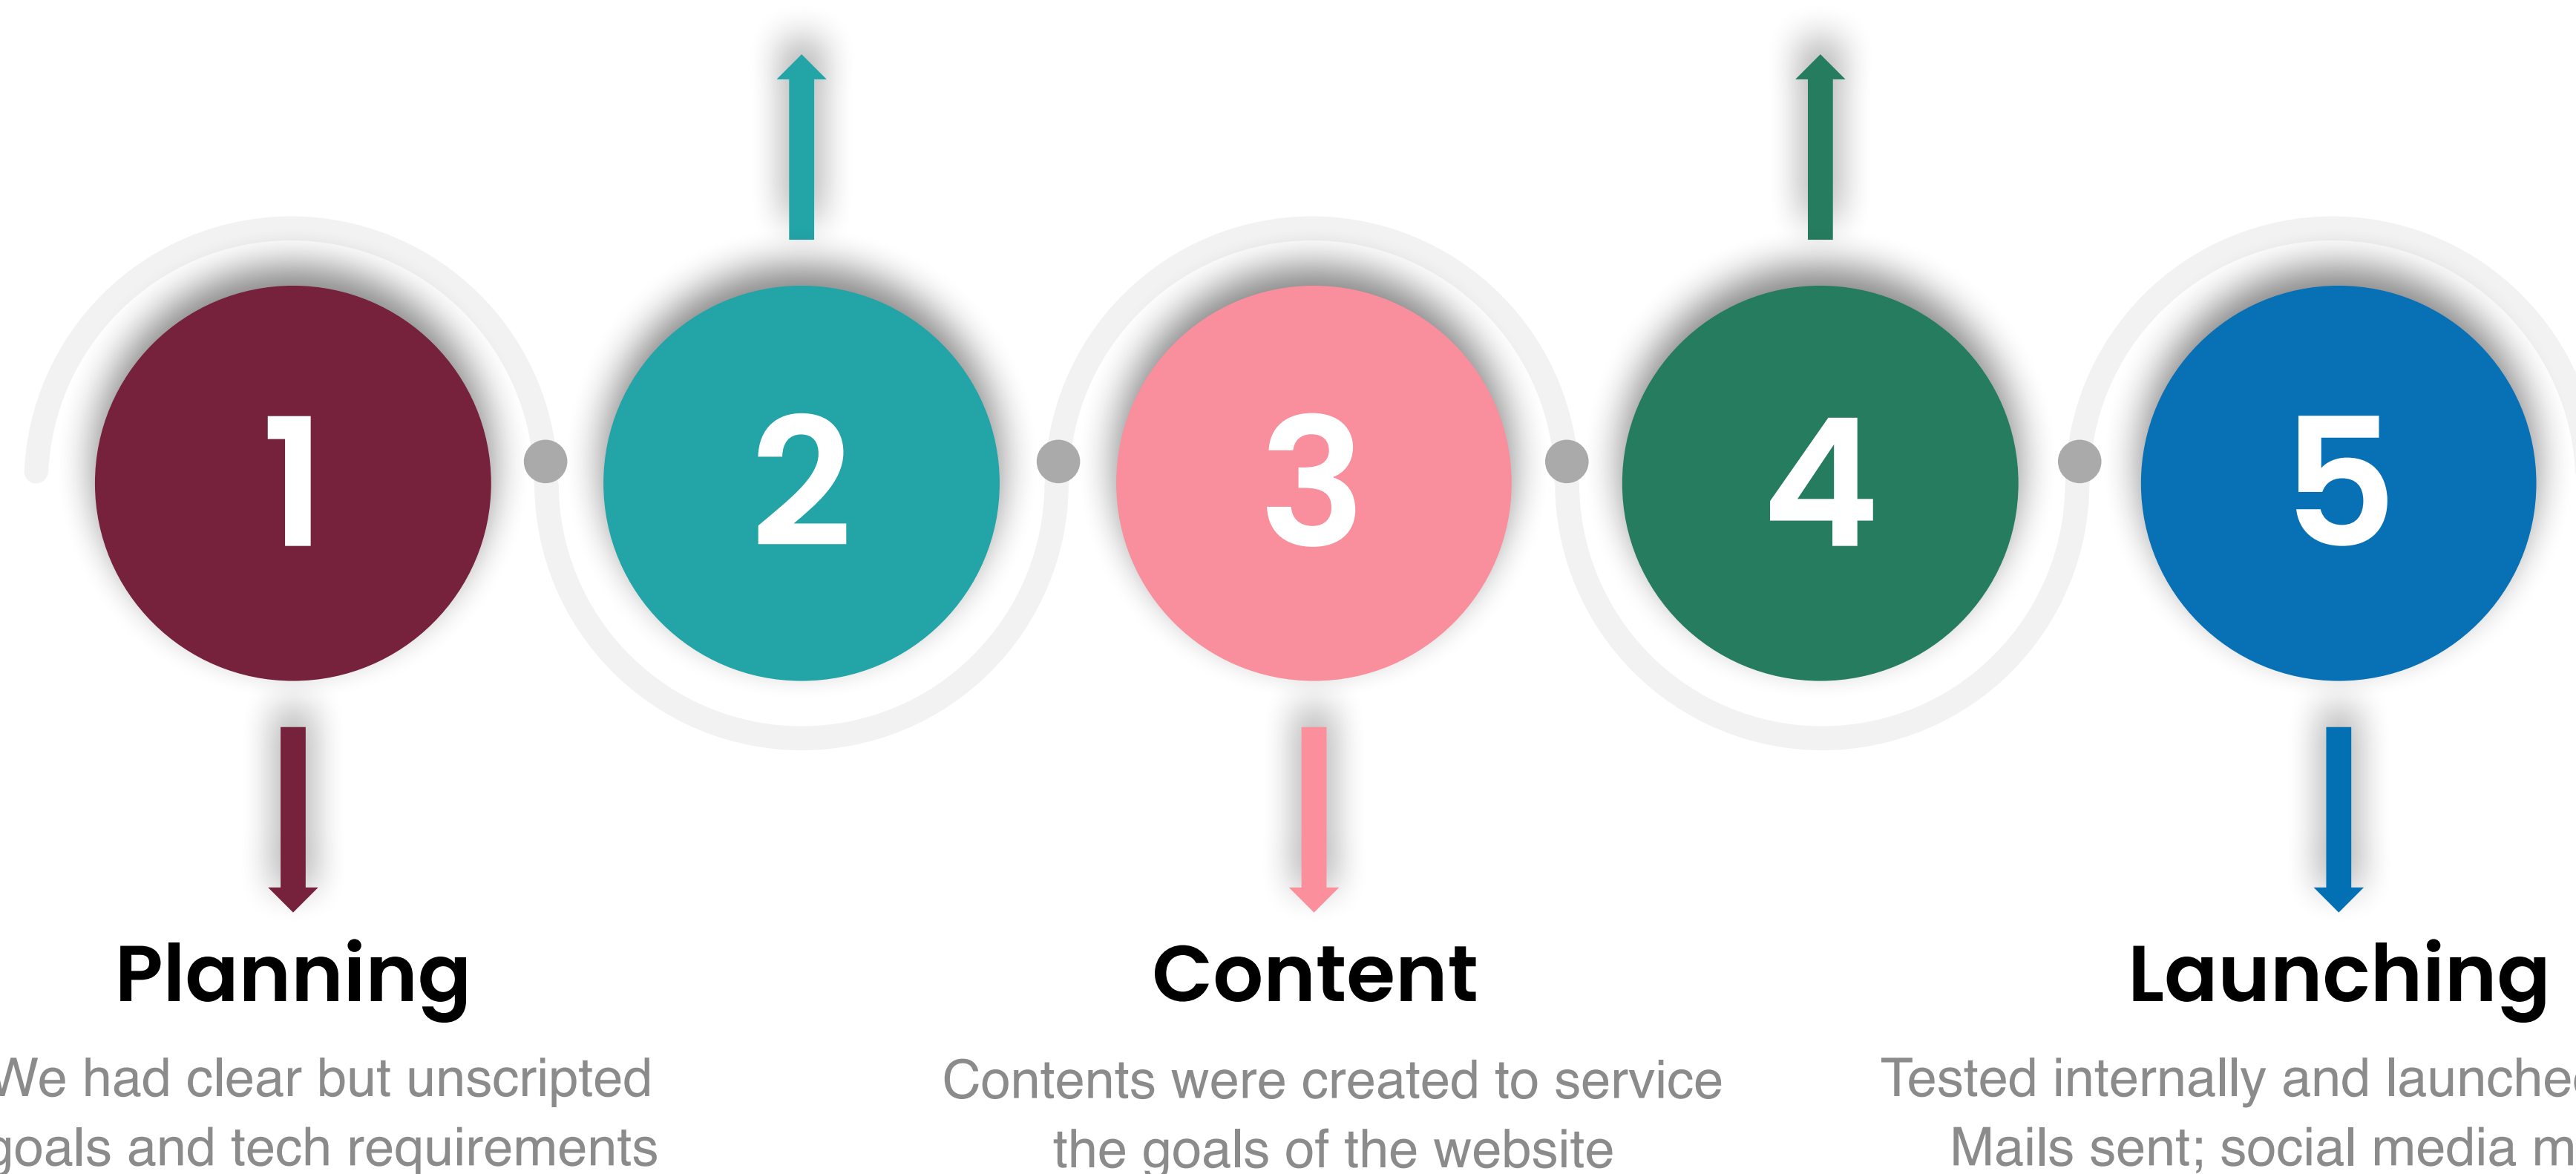 1
2
3
4
5
Planning
We had clear but unscripted
goals and tech requirements
Content
Contents were created to service
the goals of the website
Launching
Tested internally and launche
Mails sent; social media m